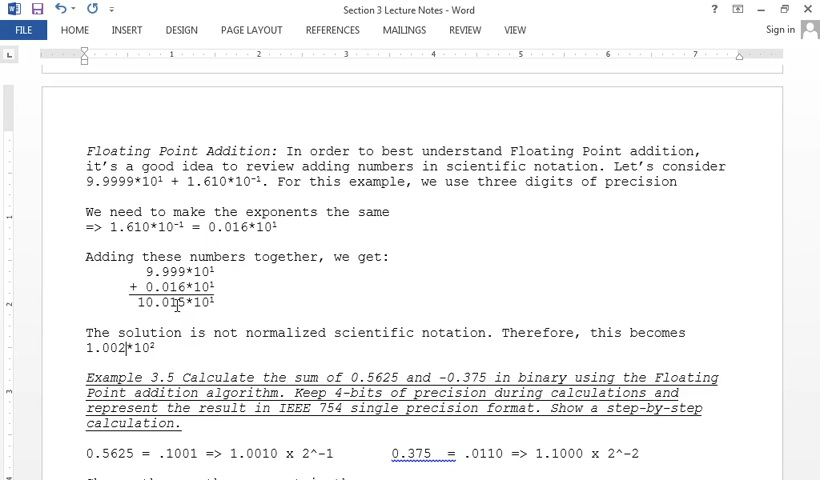 Section 3 Lecture Notes - Word
?
FILE HOME INSERT DESIGN PAGE LAYOUT REFERENCES MAILINGS REVIEW VIEW Sign in
1 2 3 4 5 6 7
Floating Point Addition: In order to best understand Floating Point addition,
it's a good idea to review adding numbers in scientific notation. Let's consider
9.9999*10¹ + 1.610*10⁻¹. For this example, we use three digits of precision
We need to make the exponents the same
=> 1.610*10⁻¹ = 0.016*10¹
Adding these numbers together, we get:
9.999*10¹
+ 0.016*10¹
10.015*10¹
The solution is not normalized scientific notation. Therefore, this becomes
1.002*10²
Example 3.5 Calculate the sum of 0.5625 and -0.375 in binary using the Floating
Point addition algorithm. Keep 4-bits of precision during calculations and
represent the result in IEEE 754 single precision format. Show a step-by-step
calculation.
0.5625 = .1001 => 1.0010 x 2^-1 0.375 = .0110 => 1.1000 x 2^-2